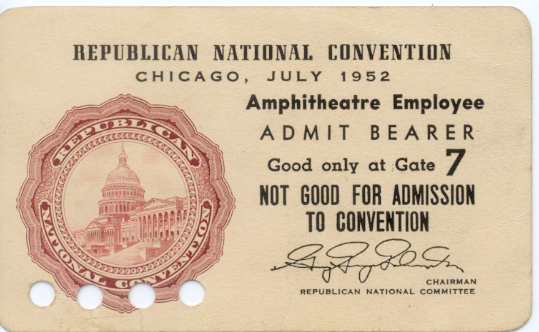 REPUBLICAN NATIONAL CONVENTION
CHICAGO, JULY 1952
Amphitheatre Employee
ADMIT BEARER
Good only at Gate 7
NOT GOOD FOR ADMISSION
TO CONVENTION
CHAIRMAN
REPUBLICAN NATIONAL COMMITTEE
REPUBLICAN
NATIONAL CONVENTION